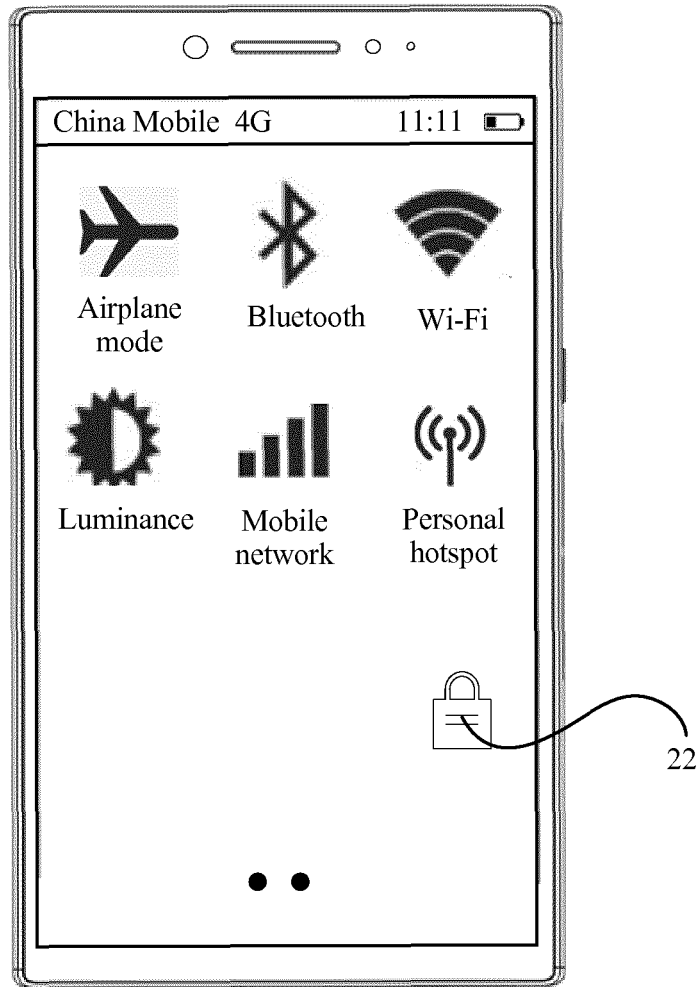 China Mobile 4G 11:11
Airplane
mode
Bluetooth
Wi-Fi
Luminance
Mobile
network
Personal
hotspot
22